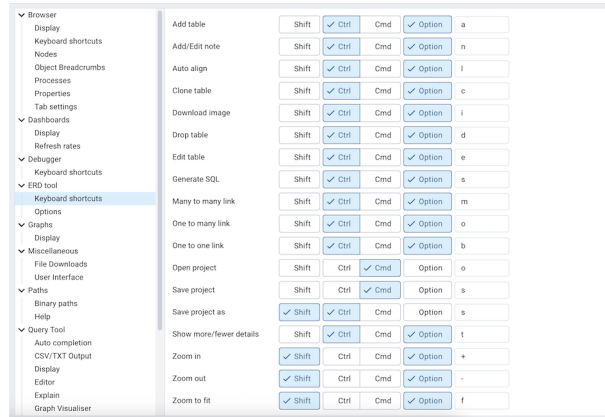 Browser
Display
Keyboard shortcuts
Nodes
Object Breadcrumbs
Processes
Properties
Tab settings
Dashboards
Display
Refresh rates
Debugger
Keyboard shortcuts
ERD tool
Keyboard shortcuts
Options
Graphs
Display
Miscellaneous
File Downloads
User Interface
Paths
Binary paths
Help
Query Tool
Auto completion
CSV/TXT Output
Display
Editor
Explain
Graph Visualiser
Add table Shift Ctrl Cmd Option a
Add/Edit note Shift Ctrl Cmd Option n
Auto align Shift Ctrl Cmd Option l
Clone table Shift Ctrl Cmd Option c
Download image Shift Ctrl Cmd Option i
Drop table Shift Ctrl Cmd Option d
Edit table Shift Ctrl Cmd Option e
Generate SQL Shift Ctrl Cmd Option s
Many to many link Shift Ctrl Cmd Option m
One to many link Shift Ctrl Cmd Option o
One to one link Shift Ctrl Cmd Option b
Open project Shift Ctrl Cmd Option o
Save project Shift Ctrl Cmd Option s
Save project as Shift Ctrl Cmd Option s
Show more/fewer details Shift Ctrl Cmd Option t
Zoom in Shift Ctrl Cmd Option +
Zoom out Shift Ctrl Cmd Option -
Zoom to fit Shift Ctrl Cmd Option f